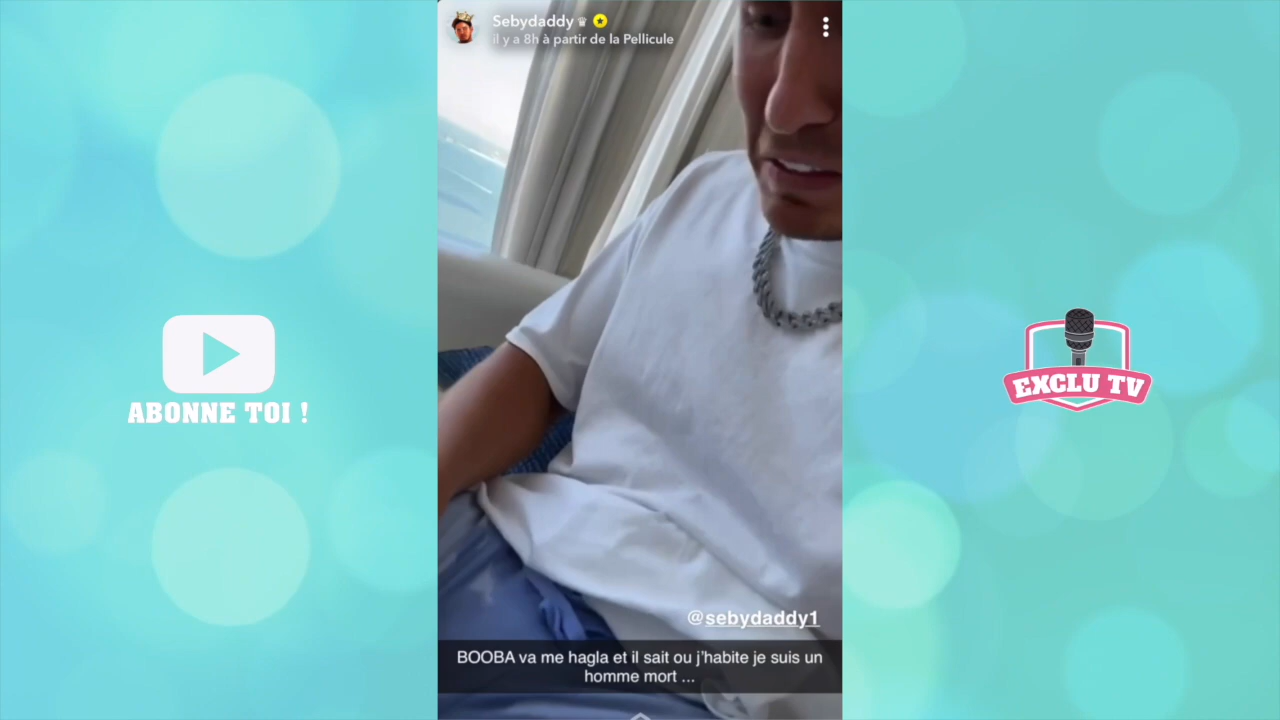 Sebydaddy
il y a 8h à partir de la Pellicule
ABONNE TOI !
EXCLU TV
@sebydaddy1
BOOBA va me hagla et il sait ou j'habite je suis un
homme mort ...